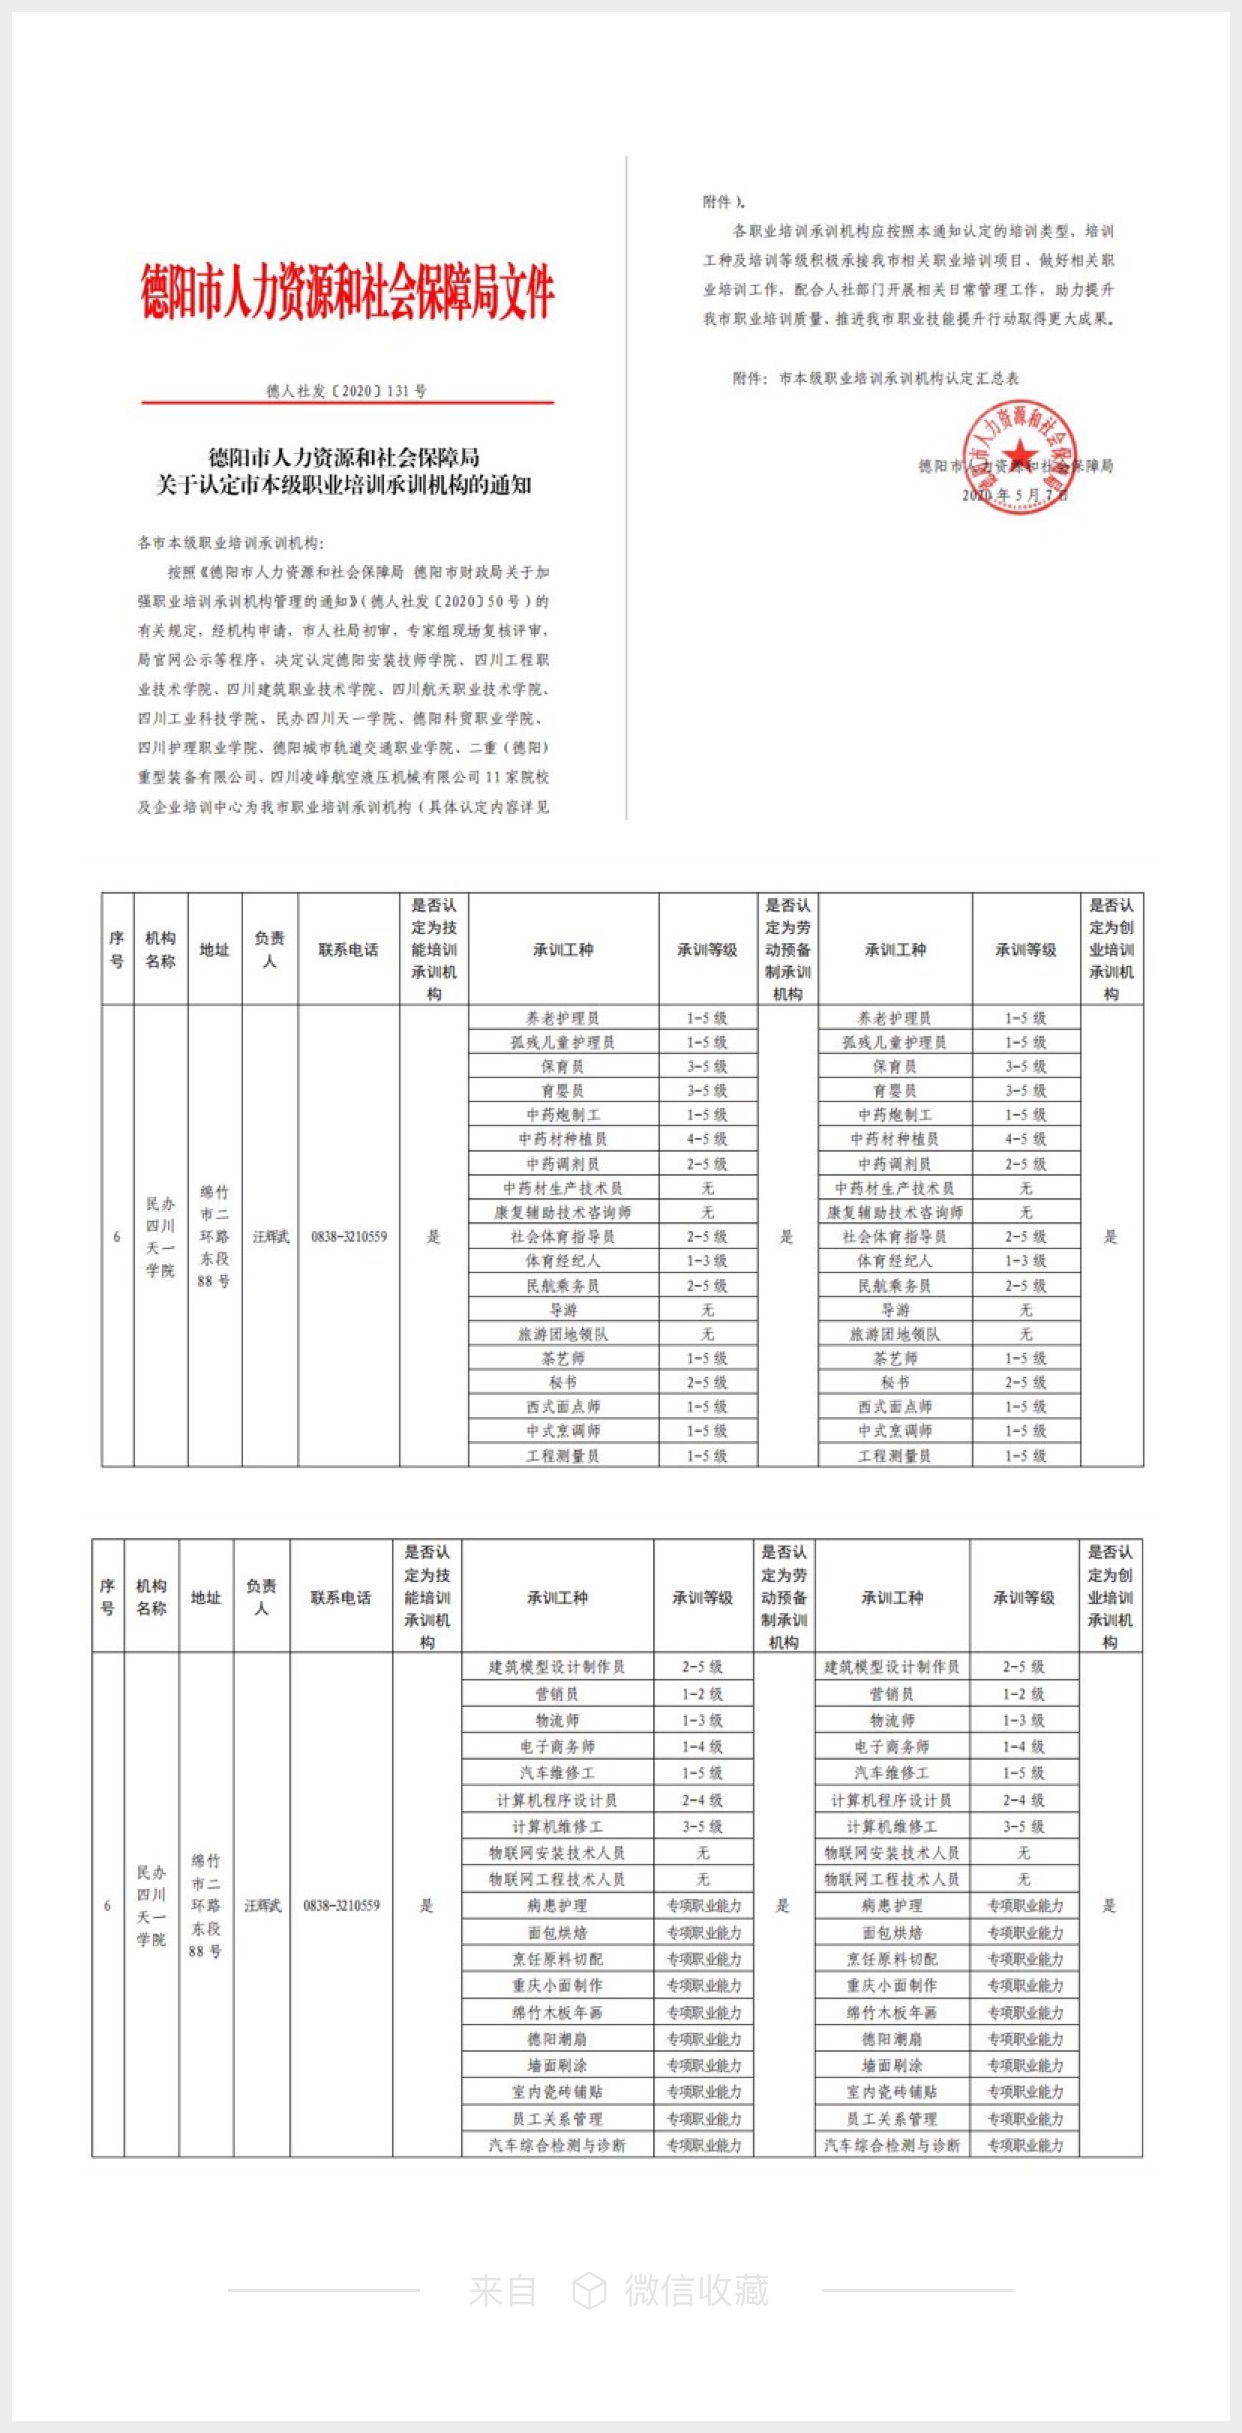 德阳市人力资源和社会保障局文件
德人社发〔2020〕131号
德阳市人力资源和社会保障局
关于认定市本级职业培训承训机构的通知
各市本级职业培训承训机构：
按照《德阳市人力资源和社会保障局 德阳市财政局关于加
强职业培训承训机构管理的通知》（德人社发〔2020〕50号）的
有关规定，经机构申请，市人社局初审，专家组现场复核评审，
局官网公示等程序，决定认定德阳安装技师学院、四川工程职
业技术学院、四川建筑职业技术学院、四川航天职业技术学院、
四川工业科技学院、民办四川天一学院、德阳科贸职业学院、
四川护理职业学院、德阳城市轨道交通职业学院、二重（德阳）
重型装备有限公司、四川凌峰航空液压机械有限公司11家院校
及企业培训中心为我市职业培训承训机构（具体认定内容详见
附件）。
各职业培训承训机构应按照本通知认定的培训类型、培训
工种及培训等级积极承接我市相关职业培训项目、做好相关职
业培训工作，配合人社部门开展相关日常管理工作，助力提升
我市职业培训质量、推进我市职业技能提升行动取得更大成果。
附件：市本级职业培训承训机构认定汇总表
德阳市人力资源和社会保障局
2020年5月7日
序号 机构名称 地址 负责人 联系电话 是否认定为技能培训承训机构 承训工种 承训等级 是否认定为劳动预备制承训机构 承训工种 承训等级 是否认定为创业培训承训机构
6 民办四川天一学院 绵竹市二环路东段88号 汪辉武 0838-3210559 是 是 是
养老护理员 1-5级 养老护理员 1-5级
孤残儿童护理员 1-5级 孤残儿童护理员 1-5级
保育员 3-5级 保育员 3-5级
育婴员 3-5级 育婴员 3-5级
中药炮制工 1-5级 中药炮制工 1-5级
中药材种植员 4-5级 中药材种植员 4-5级
中药调剂员 2-5级 中药调剂员 2-5级
中药材生产技术员 无 中药材生产技术员 无
康复辅助技术咨询师 无 康复辅助技术咨询师 无
社会体育指导员 2-5级 社会体育指导员 2-5级
体育经纪人 1-3级 体育经纪人 1-3级
民航乘务员 2-5级 民航乘务员 2-5级
导游 无 导游 无
旅游团地领队 无 旅游团地领队 无
茶艺师 1-5级 茶艺师 1-5级
秘书 2-5级 秘书 2-5级
西式面点师 1-5级 西式面点师 1-5级
中式烹调师 1-5级 中式烹调师 1-5级
工程测量员 1-5级 工程测量员 1-5级
序号 机构名称 地址 负责人 联系电话 是否认定为技能培训承训机构 承训工种 承训等级 是否认定为劳动预备制承训机构 承训工种 承训等级 是否认定为创业培训承训机构
6 民办四川天一学院 绵竹市二环路东段88号 汪辉武 0838-3210559 是 是 是
建筑模型设计制作员 2-5级 建筑模型设计制作员 2-5级
营销员 1-2级 营销员 1-2级
物流师 1-3级 物流师 1-3级
电子商务师 1-4级 电子商务师 1-4级
汽车维修工 1-5级 汽车维修工 1-5级
计算机程序设计员 2-4级 计算机程序设计员 2-4级
计算机维修工 3-5级 计算机维修工 3-5级
物联网安装技术人员 无 物联网安装技术人员 无
物联网工程技术人员 无 物联网工程技术人员 无
病患护理 专项职业能力 病患护理 专项职业能力
面包烘焙 专项职业能力 面包烘焙 专项职业能力
烹饪原料切配 专项职业能力 烹饪原料切配 专项职业能力
重庆小面制作 专项职业能力 重庆小面制作 专项职业能力
绵竹木板年画 专项职业能力 绵竹木板年画 专项职业能力
德阳潮扇 专项职业能力 德阳潮扇 专项职业能力
墙面刷涂 专项职业能力 墙面刷涂 专项职业能力
室内瓷砖铺贴 专项职业能力 室内瓷砖铺贴 专项职业能力
员工关系管理 专项职业能力 员工关系管理 专项职业能力
汽车综合检测与诊断 专项职业能力 汽车综合检测与诊断 专项职业能力
来自 微信收藏